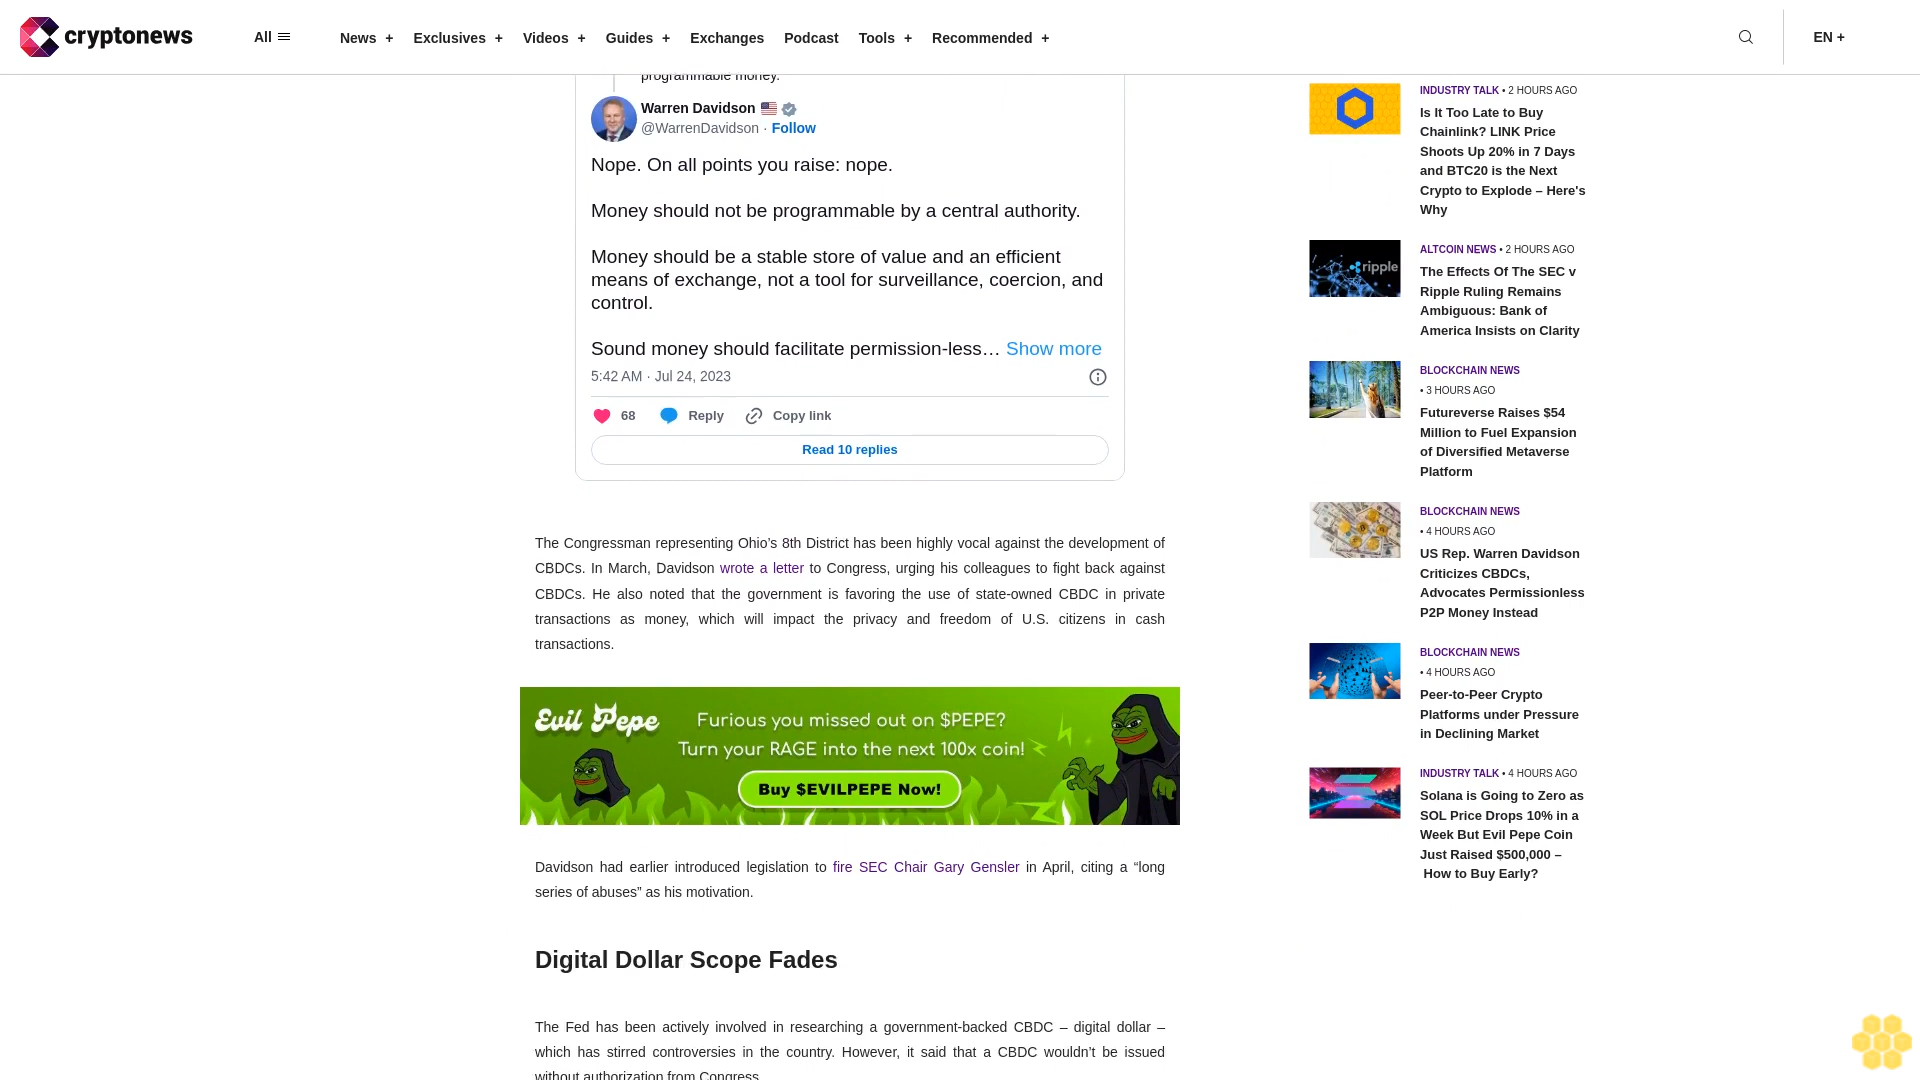 cryptonews
All
News +
Exclusives +
Videos +
Guides +
Exchanges
Podcast
Tools +
Recommended +
EN +
programmable money.
Warren Davidson
@WarrenDavidson · Follow
Nope. On all points you raise: nope.
Money should not be programmable by a central authority.
Money should be a stable store of value and an efficient
means of exchange, not a tool for surveillance, coercion, and
control.
Sound money should facilitate permission-less… Show more
5:42 AM · Jul 24, 2023
68 Reply Copy link
Read 10 replies
The Congressman representing Ohio’s 8th District has been highly vocal against the development of
CBDCs. In March, Davidson wrote a letter to Congress, urging his colleagues to fight back against
CBDCs. He also noted that the government is favoring the use of state-owned CBDC in private
transactions as money, which will impact the privacy and freedom of U.S. citizens in cash
transactions.
Evil Pepe
Furious you missed out on $PEPE?
Turn your RAGE into the next 100x coin!
Buy $EVILPEPE Now!
Davidson had earlier introduced legislation to fire SEC Chair Gary Gensler in April, citing a “long
series of abuses” as his motivation.
Digital Dollar Scope Fades
The Fed has been actively involved in researching a government-backed CBDC – digital dollar –
which has stirred controversies in the country. However, it said that a CBDC wouldn’t be issued
without authorization from Congress.
INDUSTRY TALK • 2 HOURS AGO
Is It Too Late to Buy
Chainlink? LINK Price
Shoots Up 20% in 7 Days
and BTC20 is the Next
Crypto to Explode – Here's
Why
ripple
ALTCOIN NEWS • 2 HOURS AGO
The Effects Of The SEC v
Ripple Ruling Remains
Ambiguous: Bank of
America Insists on Clarity
BLOCKCHAIN NEWS
• 3 HOURS AGO
Futureverse Raises $54
Million to Fuel Expansion
of Diversified Metaverse
Platform
BLOCKCHAIN NEWS
• 4 HOURS AGO
US Rep. Warren Davidson
Criticizes CBDCs,
Advocates Permissionless
P2P Money Instead
BLOCKCHAIN NEWS
• 4 HOURS AGO
Peer-to-Peer Crypto
Platforms under Pressure
in Declining Market
INDUSTRY TALK • 4 HOURS AGO
Solana is Going to Zero as
SOL Price Drops 10% in a
Week But Evil Pepe Coin
Just Raised $500,000 –
How to Buy Early?